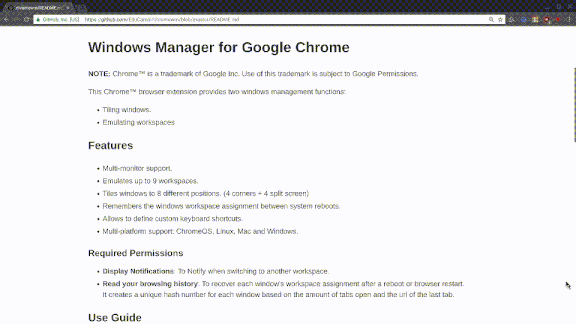 chromewm/README.m
GitHub, Inc. [US]
https://github.com/EduCampi/chromewm/blob/master/README.md
Windows Manager for Google Chrome
NOTE: Chrome™ is a trademark of Google Inc. Use of this trademark is subject to Google Permissions.
This Chrome™ browser extension provides two windows management functions:
• Tiling windows.
• Emulating workspaces
Features
• Multi-monitor support.
• Emulates up to 9 workspaces.
• Tiles windows to 8 different positions. (4 corners + 4 split screen)
• Remembers the windows workspace assignment between system reboots.
• Allows to define custom keyboard shortcuts.
• Multi-platform support: ChromeOS, Linux, Mac and Windows.
Required Permissions
• Display Notifications: To Notify when switching to another workspace.
• Read your browsing history: To recover each window's workspace assignment after a reboot or browser restart.
It creates a unique hash number for each window based on the amount of tabs open and the url of the last tab.
Use Guide